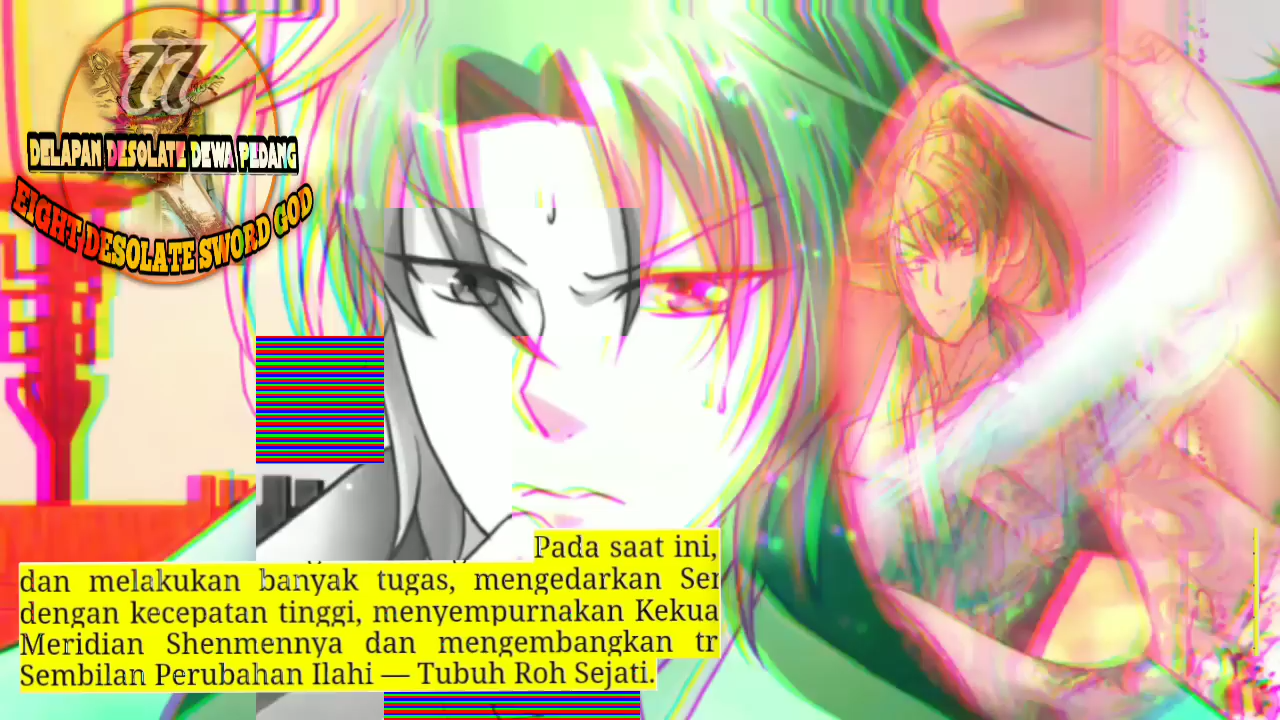 77
DELAPAN DESOLATE DEWA PEDANG
EIGHT DESOLATE SWORD GOD
Pada saat ini,
dan melakukan banyak tugas, mengedarkan
dengan kecepatan tinggi, menyempurnakan
Meridian Shenmennya dan mengembangkan
Sembilan Perubahan Ilahi — Tubuh Roh Sejati.